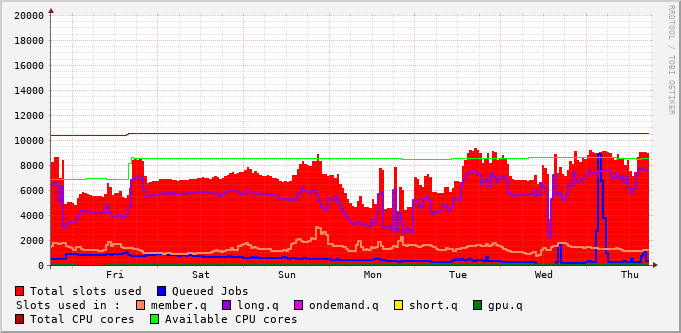 20000
18000
16000
14000
12000
10000
8000
6000
4000
2000
0
Fri Sat Sun Mon Tue Wed Thu
Total slots used Queued Jobs
Slots used in : member.q long.q ondemand.q short.q gpu.q
Total CPU cores Available CPU cores
RRDTOOL / TOBI OETIKER